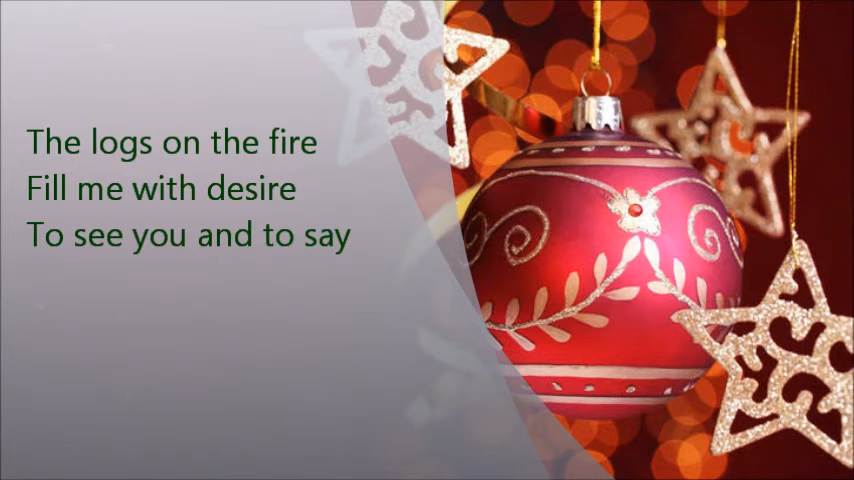 The logs on the fire
Fill me with desire
To see you and to say